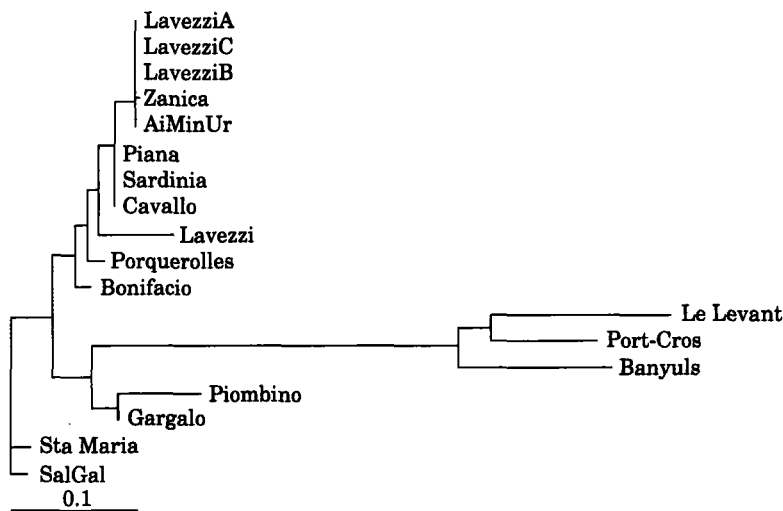 LavezziA
LavezziC
LavezziB
Zanica
AiMinUr
Piana
Sardinia
Cavallo
Lavezzi
Porquerolles
Bonifacio
Le Levant
Port-Cros
Banyuls
Piombino
Gargalo
Sta Maria
SalGal
0.1